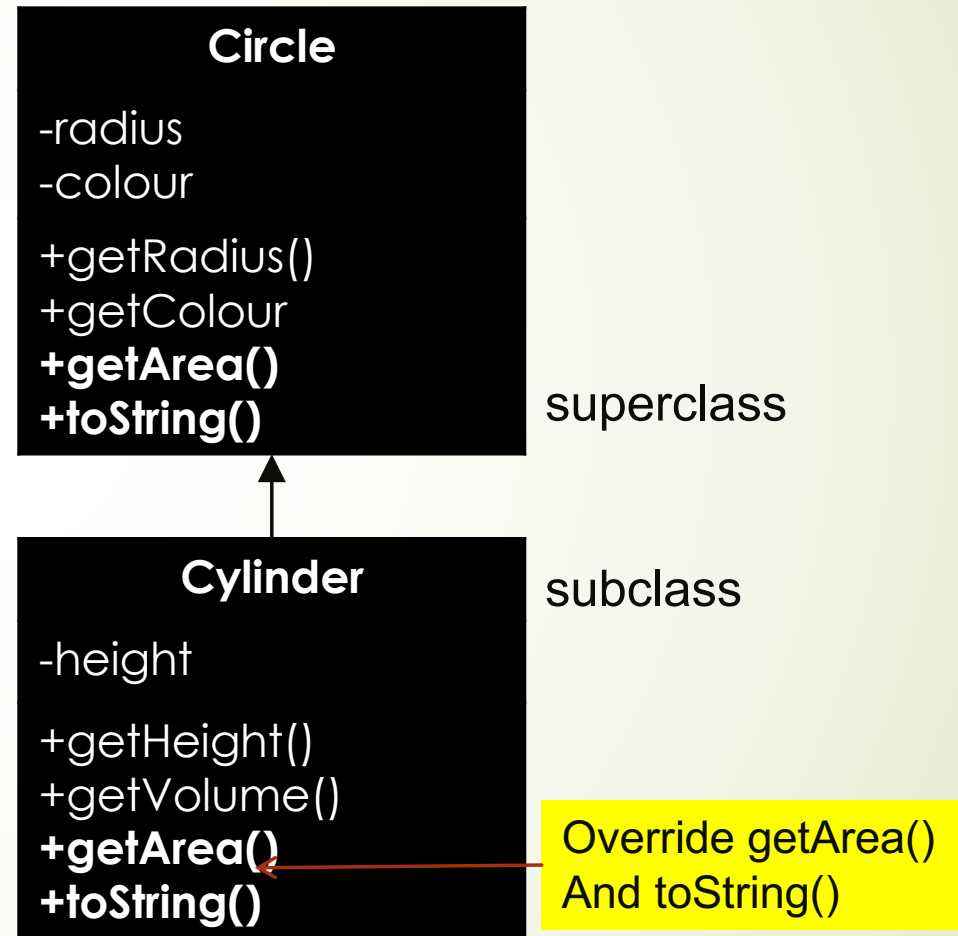 Circle
-radius
-colour
+getRadius()
+getColour
+getArea()
+toString()
superclass
Cylinder
subclass
-height
+getHeight()
+getVolume()
+getArea()
+toString()
Override getArea()
And toString()